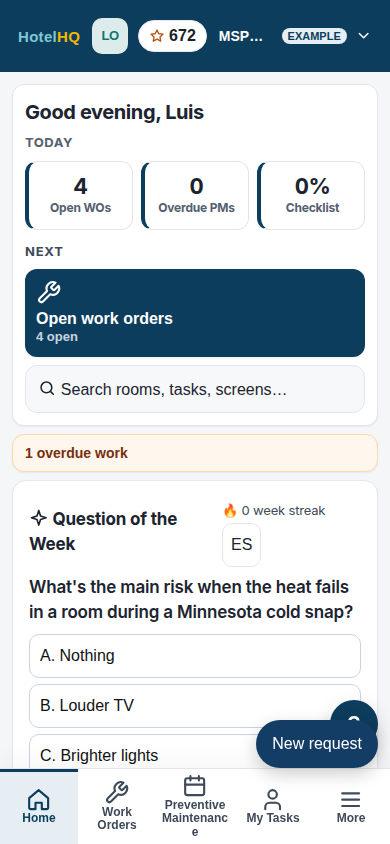 HotelHQ
LO
672
MSP…
EXAMPLE
Good evening, Luis
TODAY
4
Open WOs
0
Overdue PMs
0%
Checklist
NEXT
Open work orders
4 open
Search rooms, tasks, screens…
1 overdue work
Question of the
Week
🔥 0 week streak
ES
What's the main risk when the heat fails
in a room during a Minnesota cold snap?
A. Nothing
B. Louder TV
C. Brighter lights
New request
Home
Work
Orders
Preventive
Maintenanc
e
My Tasks
More